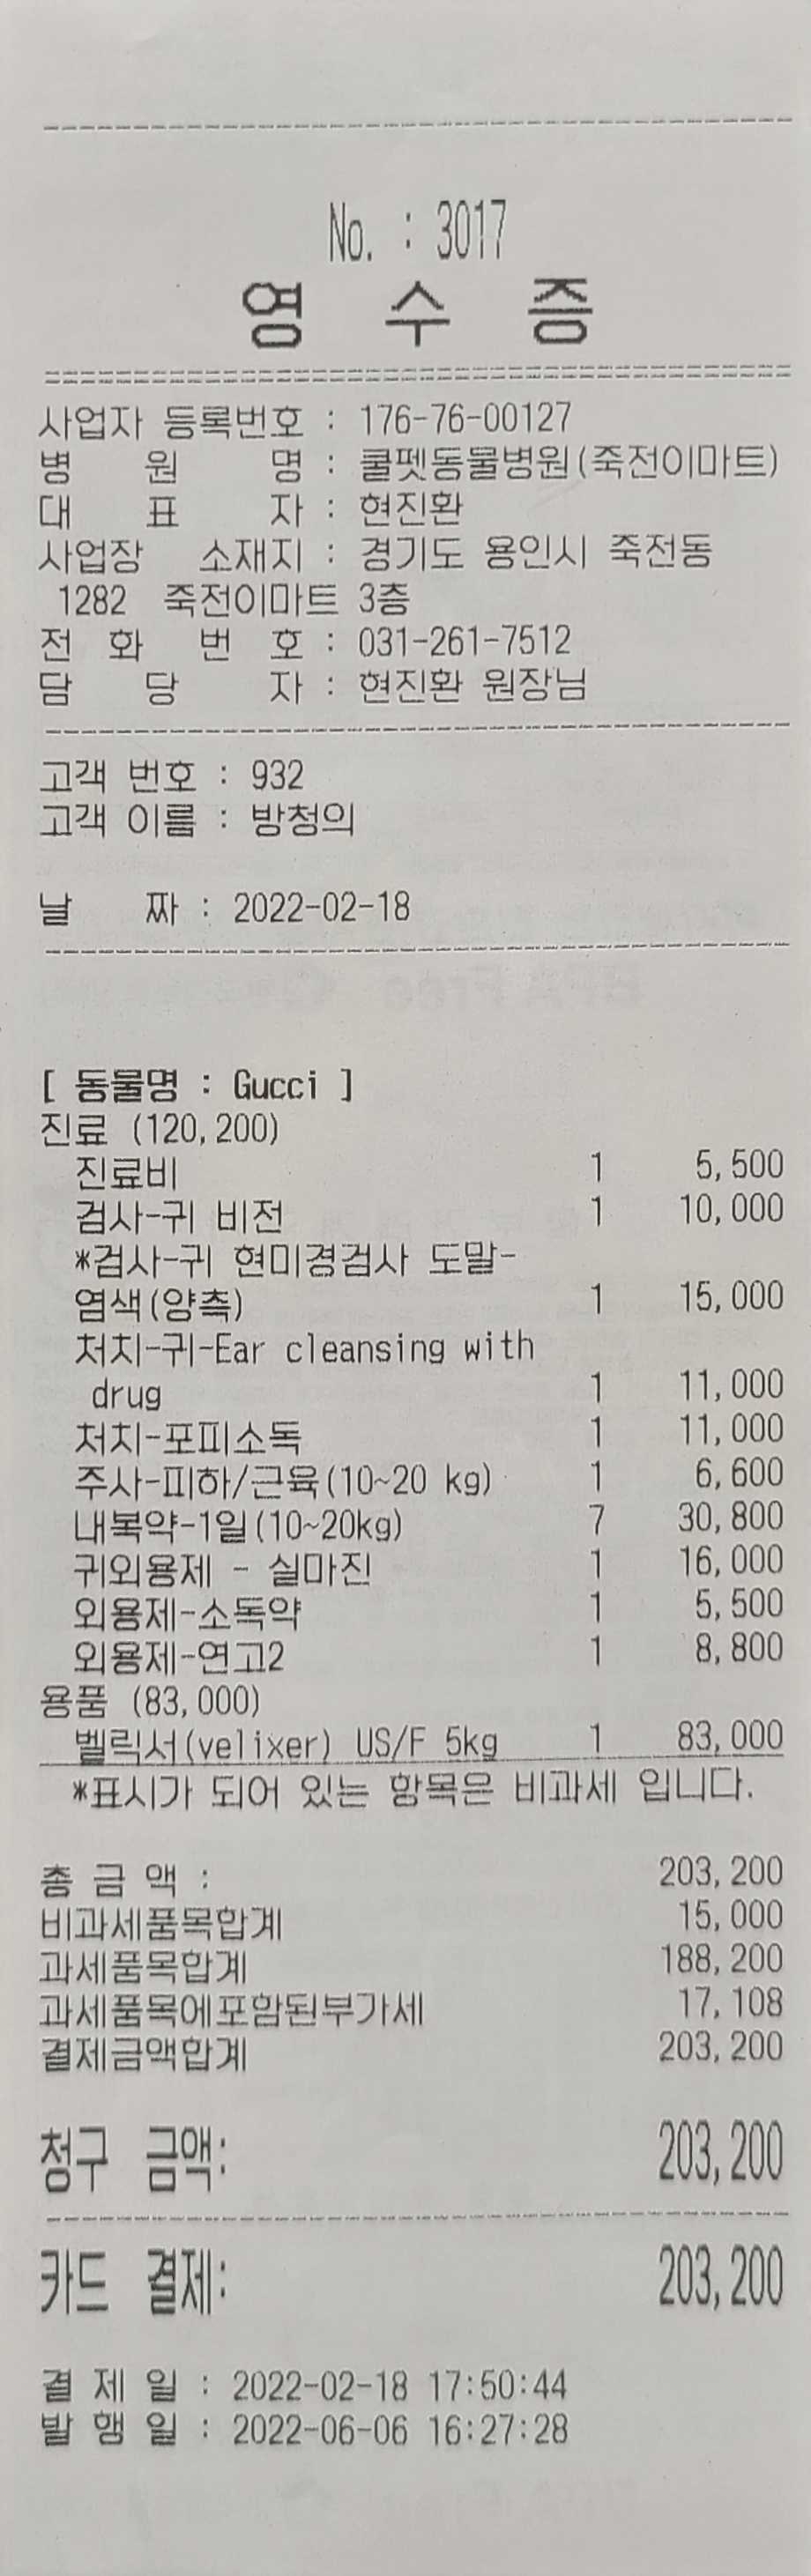 No. : 3017
영 수 증
사업자 등록번호 : 176-76-00127
병 원 명 : 쿨펫동물병원(죽전이마트)
대 표 자 : 현진환
사업장 소재지 : 경기도 용인시 죽전동
1282 죽전이마트 3층
전 화 번 호 : 031-261-7512
담 당 자 : 현진환 원장님
고객 번호 : 932
고객 이름 : 방청의
날 짜 : 2022-02-18
[ 동물명 : Gucci ]
진료 (120,200)
진료비 1 5,500
검사-귀 비전 1 10,000
*검사-귀 현미경검사 도말-
염색(양측) 1 15,000
처치-귀-Ear cleansing with
drug 1 11,000
처치-포피소독 1 11,000
주사-피하/근육(10~20 kg) 1 6,600
내복약-1일(10~20kg) 7 30,800
귀외용제 - 실마진 1 16,000
외용제-소독약 1 5,500
외용제-연고2 1 8,800
용품 (83,000)
벨릭서(velixer) US/F 5kg 1 83,000
*표시가 되어 있는 항목은 비과세 입니다.
총 금 액 : 203,200
비과세품목합계 15,000
과세품목합계 188,200
과세품목에포함된부가세 17,108
결제금액합계 203,200
청구 금액: 203,200
카드 결제: 203,200
결 제 일 : 2022-02-18 17:50:44
발 행 일 : 2022-06-06 16:27:28